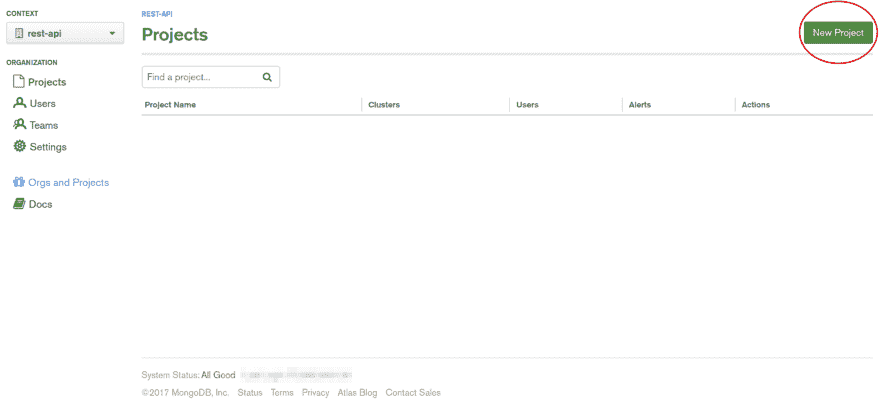 CONTEXT
rest-api
ORGANIZATION
Projects
Users
Teams
Settings
Orgs and Projects
Docs
REST-API
Projects
New Project
Find a project...
Project Name Clusters Users Alerts Actions
System Status: All Good
©2017 MongoDB, Inc. Status Terms Privacy Atlas Blog Contact Sales